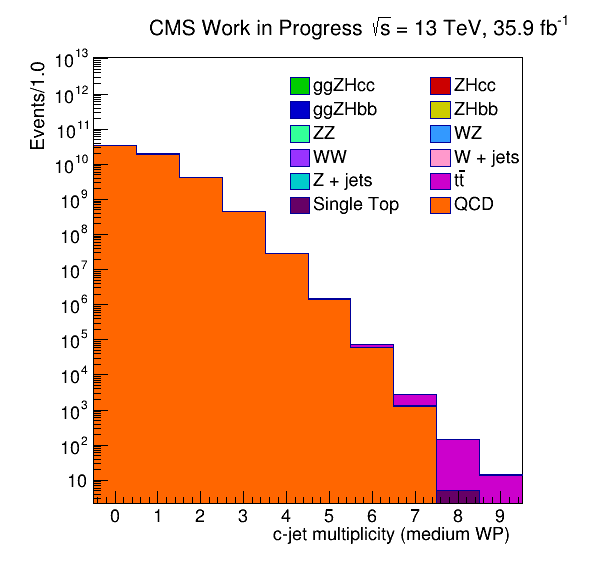 CMS Work in Progress √s = 13 TeV, 35.9 fb⁻¹
Events/1.0
10¹³
10¹²
10¹¹
10¹⁰
10⁹
10⁸
10⁷
10⁶
10⁵
10⁴
10³
10²
10
ggZHcc ZHcc
ggZHbb ZHbb
ZZ WZ
WW W + jets
Z + jets tt̄
Single Top QCD
0 1 2 3 4 5 6 7 8 9
c-jet multiplicity (medium WP)